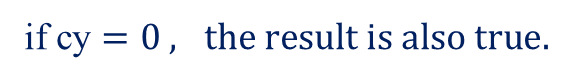 if cy = 0 , the result is also true.